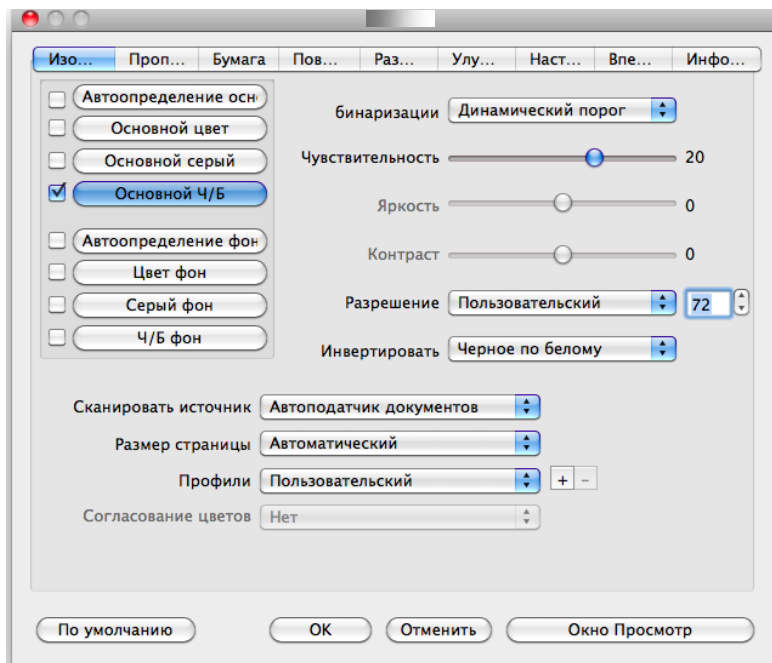 Изо... Проп... Бумага Пов... Раз... Улу... Наст... Впе... Инфо...
Автоопределение осн
Основной цвет
Основной серый
Основной Ч/Б
Автоопределение фон
Цвет фон
Серый фон
Ч/Б фон
бинаризации Динамический порог
Чувствительность 20
Яркость 0
Контраст 0
Разрешение Пользовательский 72
Инвертировать Черное по белому
Сканировать источник Автоподатчик документов
Размер страницы Автоматический
Профили Пользовательский + -
Согласование цветов Нет
По умолчанию OK Отменить Окно Просмотр